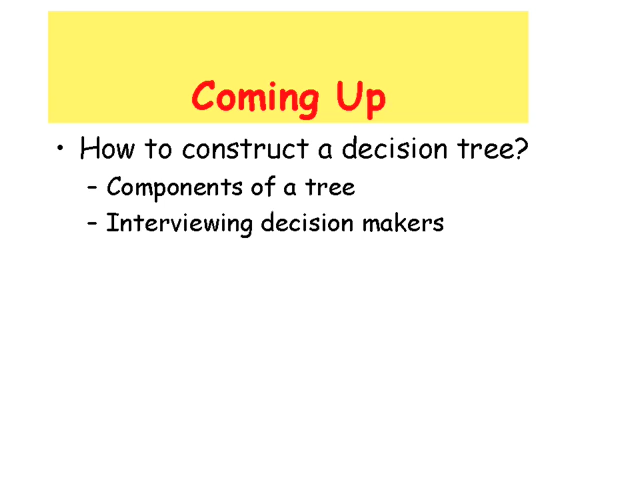 Coming Up
• How to construct a decision tree?
– Components of a tree
– Interviewing decision makers